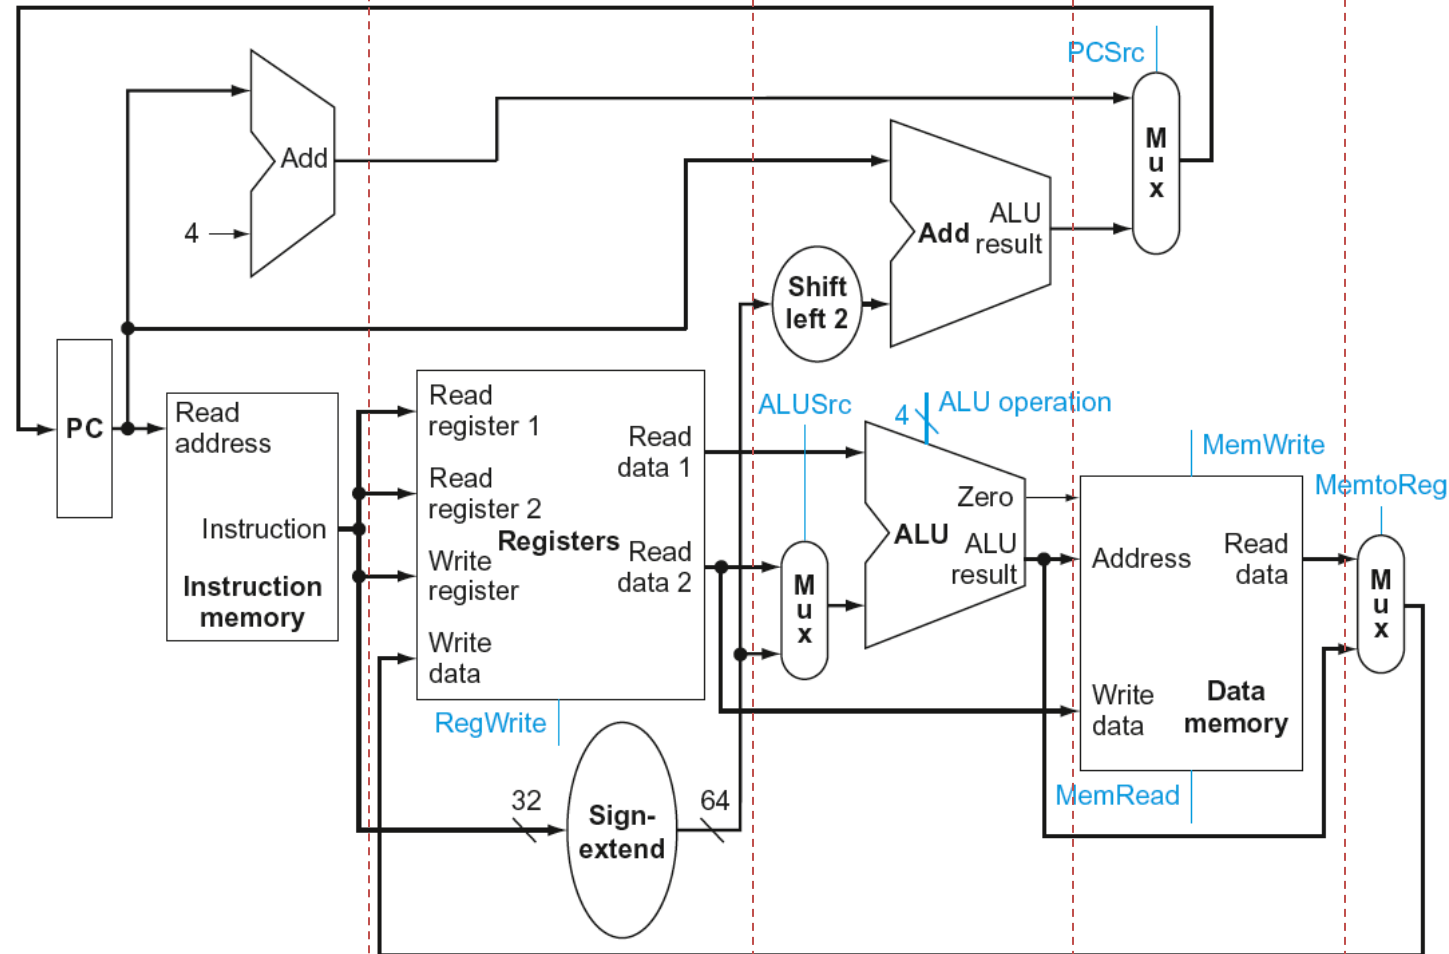 PCSrc
M
u
x
Add
4
ALU
result
Add
Shift
left 2
PC
Read
address
Instruction
Instruction
memory
Read
register 1
Read
register 2
Write
register
Write
data
Registers
Read
data 1
Read
data 2
RegWrite
32
Sign-
extend
64
ALUSrc
M
u
x
4
ALU operation
Zero
ALU
ALU
result
MemWrite
Address
Read
data
Write
data
Data
memory
MemRead
MemtoReg
M
u
x